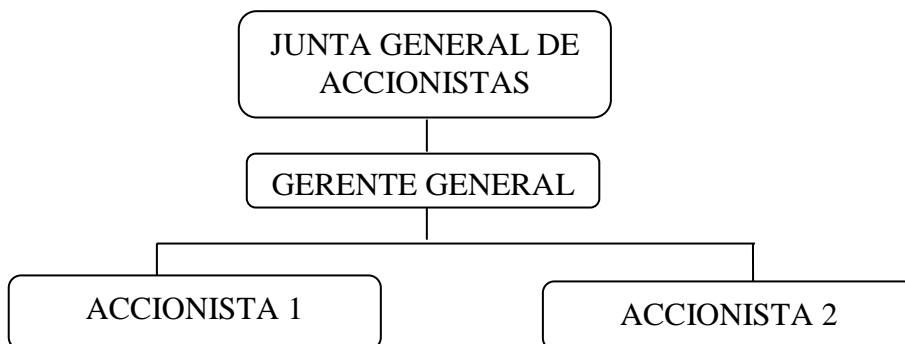 JUNTA GENERAL DE
ACCIONISTAS
GERENTE GENERAL
ACCIONISTA 1
ACCIONISTA 2